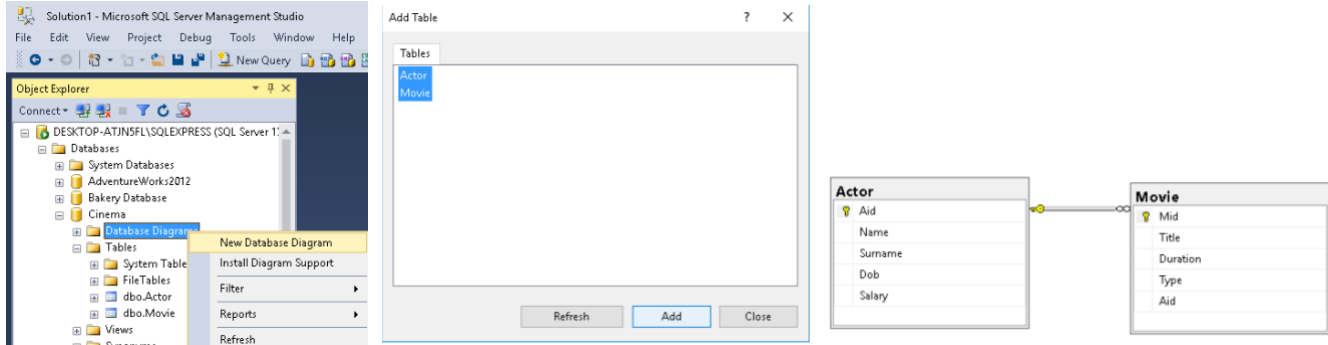 Solution1 - Microsoft SQL Server Management Studio
File Edit View Project Debug Tools Window Help
New Query
Object Explorer
Connect
DESKTOP-ATJN5FL\SQLEXPRESS (SQL Server 1
Databases
System Databases
AdventureWorks2012
Bakery Database
Cinema
Database Diagram
Tables
System Table
FileTables
dbo.Actor
dbo.Movie
Views
New Database Diagram
Install Diagram Support
Filter
Reports
Refresh
Add Table
Tables
Actor
Movie
Refresh Add Close
Actor
Aid
Name
Surname
Dob
Salary
Movie
Mid
Title
Duration
Type
Aid